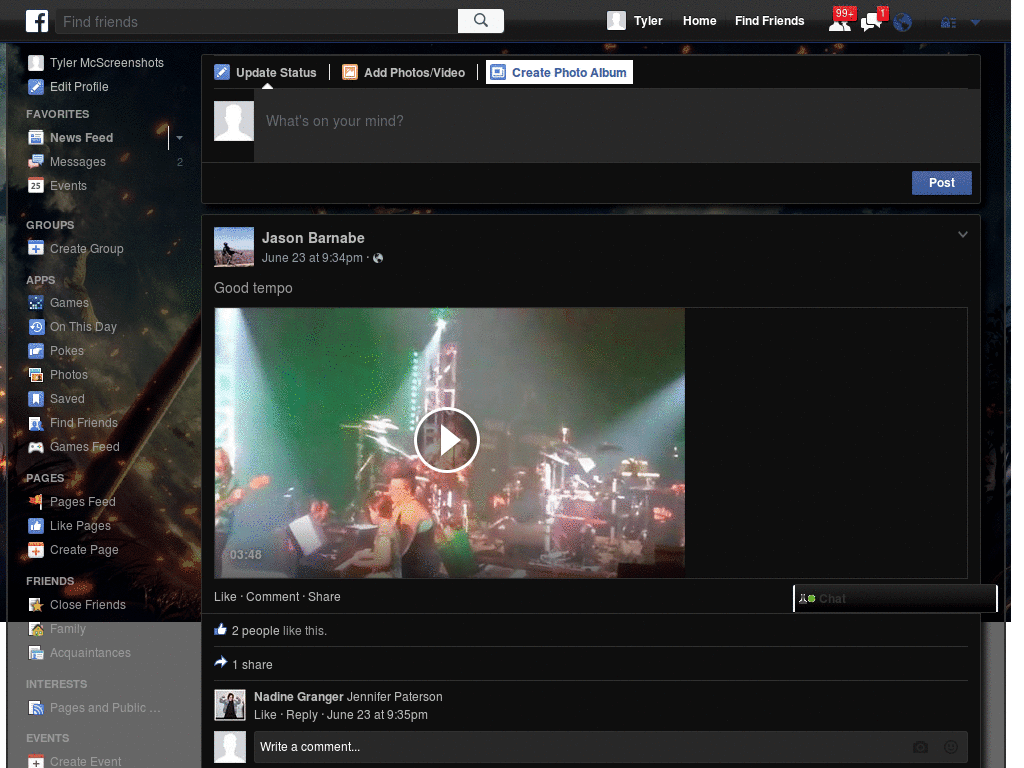 f
Find friends
Tyler Home Find Friends
99+
1
Tyler McScreenshots
Edit Profile
FAVORITES
News Feed
Messages 2
25 Events
GROUPS
Create Group
APPS
Games
On This Day
Pokes
Photos
Saved
Find Friends
Games Feed
PAGES
Pages Feed
Like Pages
Create Page
FRIENDS
Close Friends
Family
Acquaintances
INTERESTS
Pages and Public ...
EVENTS
Create Event
Update Status
Add Photos/Video
Create Photo Album
What's on your mind?
Post
Jason Barnabe
June 23 at 9:34pm ·
Good tempo
03:48
Like · Comment · Share
2 people like this.
1 share
Nadine Granger Jennifer Paterson
Like · Reply · June 23 at 9:35pm
Write a comment...
Chat